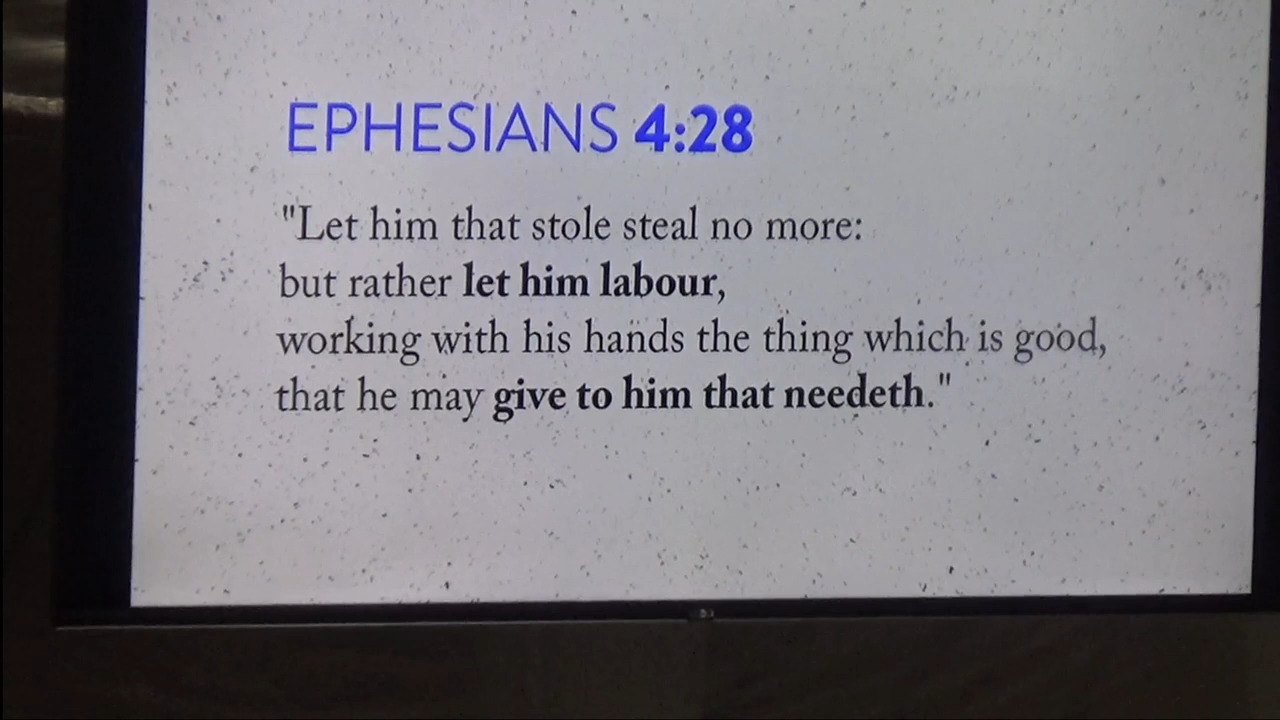 EPHESIANS 4:28
"Let him that stole steal no more:
but rather let him labour,
working with his hands the thing which is good,
that he may give to him that needeth."